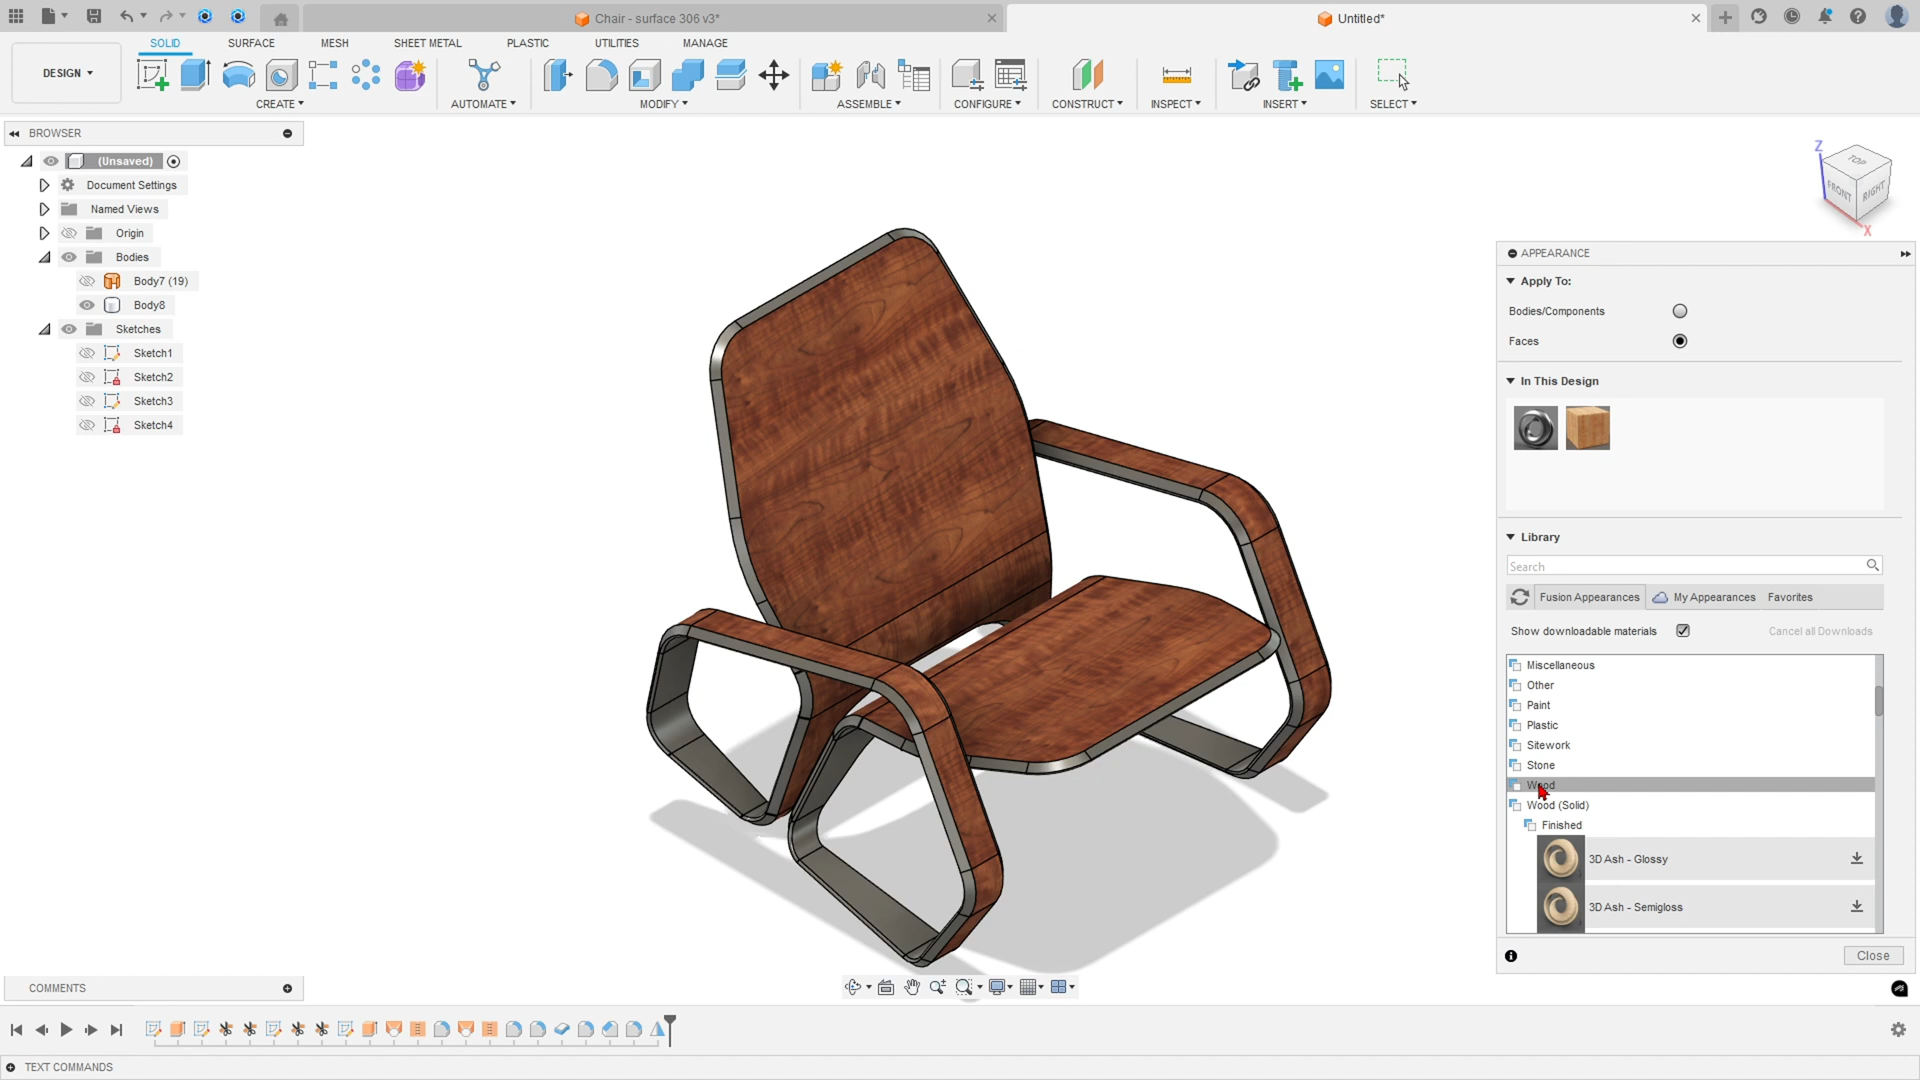 Chair - surface 306 v3*
Untitled*
DESIGN
SOLID SURFACE MESH SHEET METAL PLASTIC UTILITIES MANAGE
CREATE AUTOMATE MODIFY ASSEMBLE CONFIGURE CONSTRUCT INSPECT INSERT SELECT
BROWSER
(Unsaved)
Document Settings
Named Views
Origin
Bodies
Body7 (19)
Body8
Sketches
Sketch1
Sketch2
Sketch3
Sketch4
Z
TOP
FRONT
RIGHT
X
APPEARANCE
Apply To:
Bodies/Components
Faces
In This Design
Library
Search
Fusion Appearances My Appearances Favorites
Show downloadable materials Cancel all Downloads
Miscellaneous
Other
Paint
Plastic
Sitework
Stone
Wood
Wood (Solid)
Finished
3D Ash - Glossy
3D Ash - Semigloss
Close
COMMENTS
TEXT COMMANDS